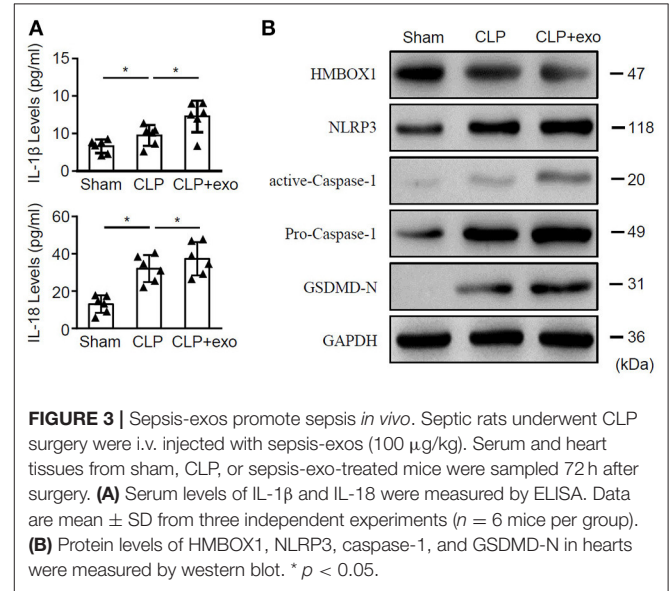 A
IL-1β Levels (pg/ml)
15
10
10
5
0
* *
Sham CLP CLP+exo
IL-18 Levels (pg/ml)
60
40
20
0
* *
Sham CLP CLP+exo
B
Sham CLP CLP+exo
HMBOX1 47
NLRP3 118
active-Caspase-1 20
Pro-Caspase-1 49
GSDMD-N 31
GAPDH 36
(kDa)
FIGURE 3 | Sepsis-exos promote sepsis in vivo. Septic rats underwent CLP
surgery were i.v. injected with sepsis-exos (100 μg/kg). Serum and heart
tissues from sham, CLP, or sepsis-exo-treated mice were sampled 72 h after
surgery. (A) Serum levels of IL-1β and IL-18 were measured by ELISA. Data
are mean ± SD from three independent experiments (n = 6 mice per group).
(B) Protein levels of HMBOX1, NLRP3, caspase-1, and GSDMD-N in hearts
were measured by western blot. * p < 0.05.